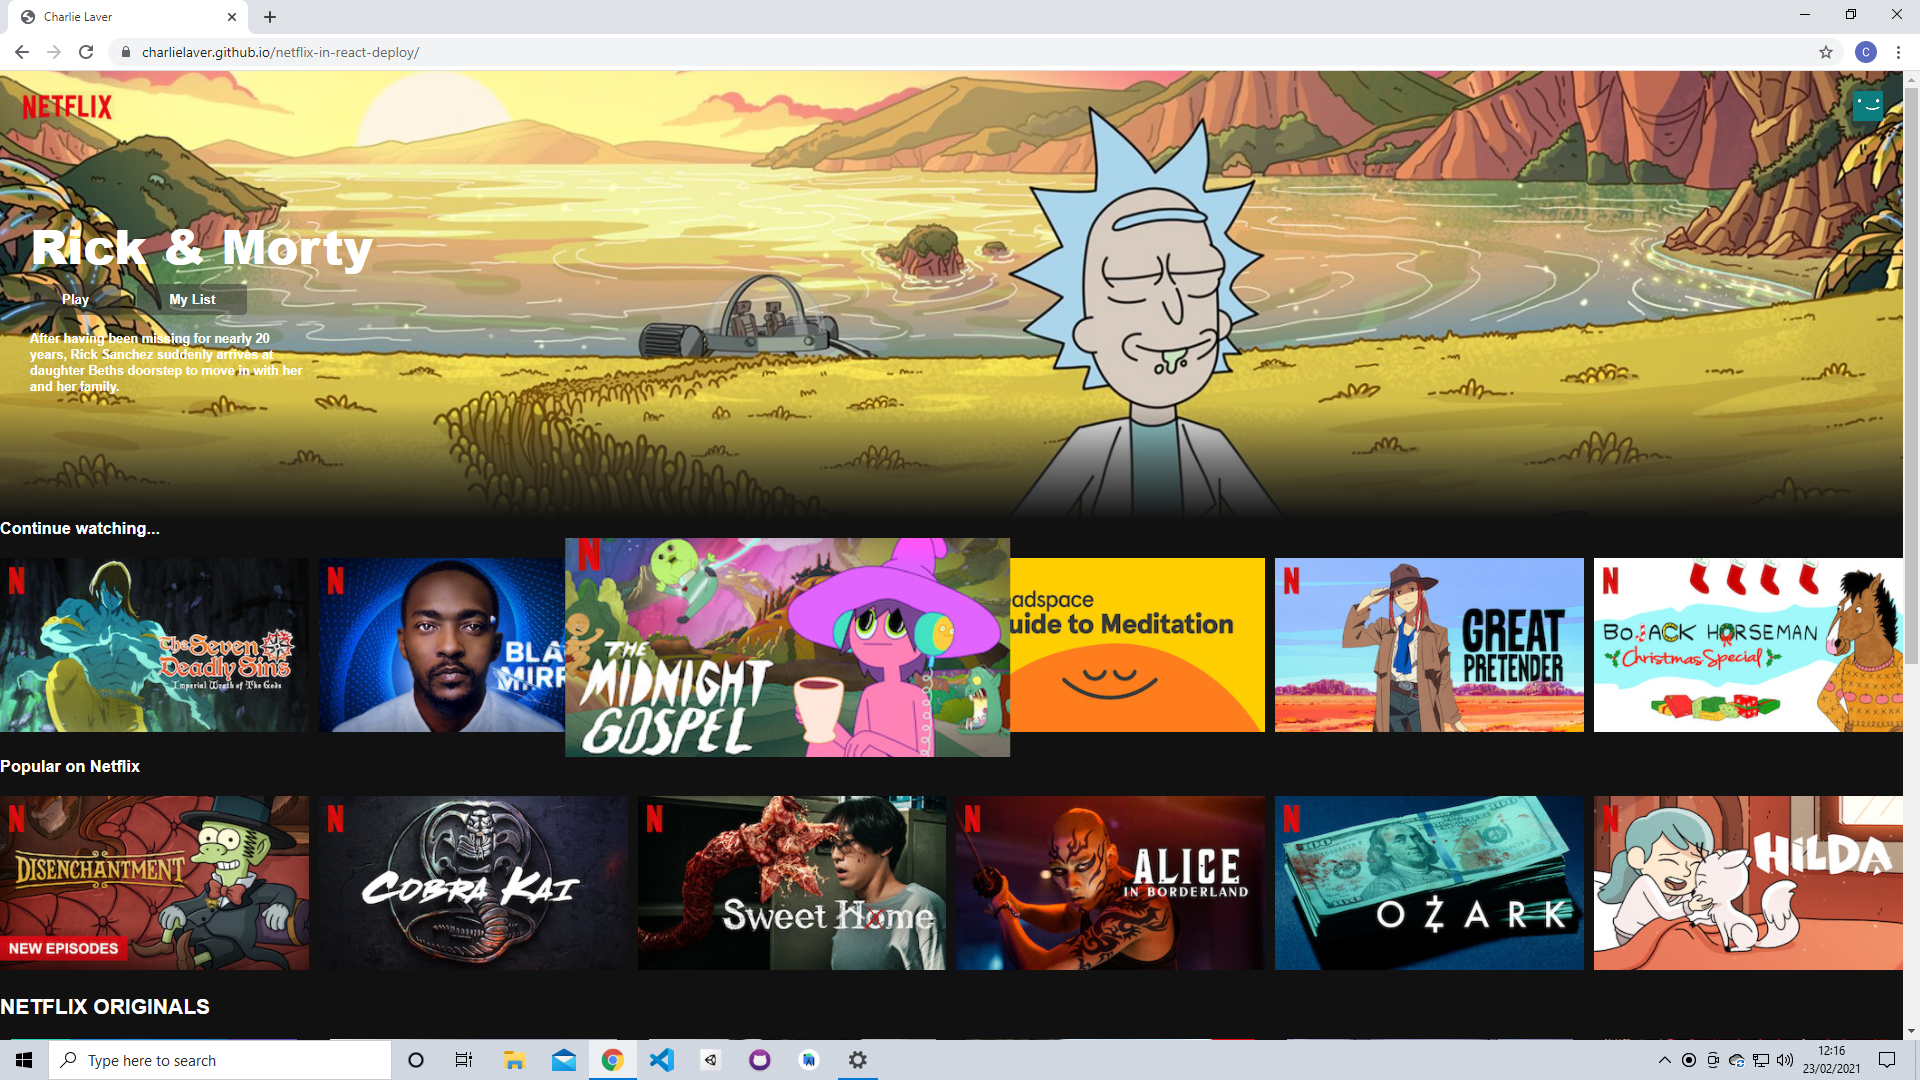 Charlie Laver
charlielaver.github.io/netflix-in-react-deploy/
C
NETFLIX
Rick & Morty
Play
My List
After having been missing for nearly 20
years, Rick Sanchez suddenly arrives at
daughter Beths doorstep to move in with her
and her family.
Continue watching...
N
The Seven
Deadly Sins
Imperial Wrath of The Gods
N
BLA
MIRR
N
THE
MIDNIGHT
GOSPEL
adspace
uide to Meditation
N
GREAT
PRETENDER
N
BOJACK HORSEMAN
Christmas Special
Popular on Netflix
N
DISENCHANTMENT
NEW EPISODES
N
COBRA KAI
N
Sweet Home
N
ALICE
IN BORDERLAND
N
100
OZARK
N
HILDA
NETFLIX ORIGINALS
Type here to search
12:16
23/02/2021